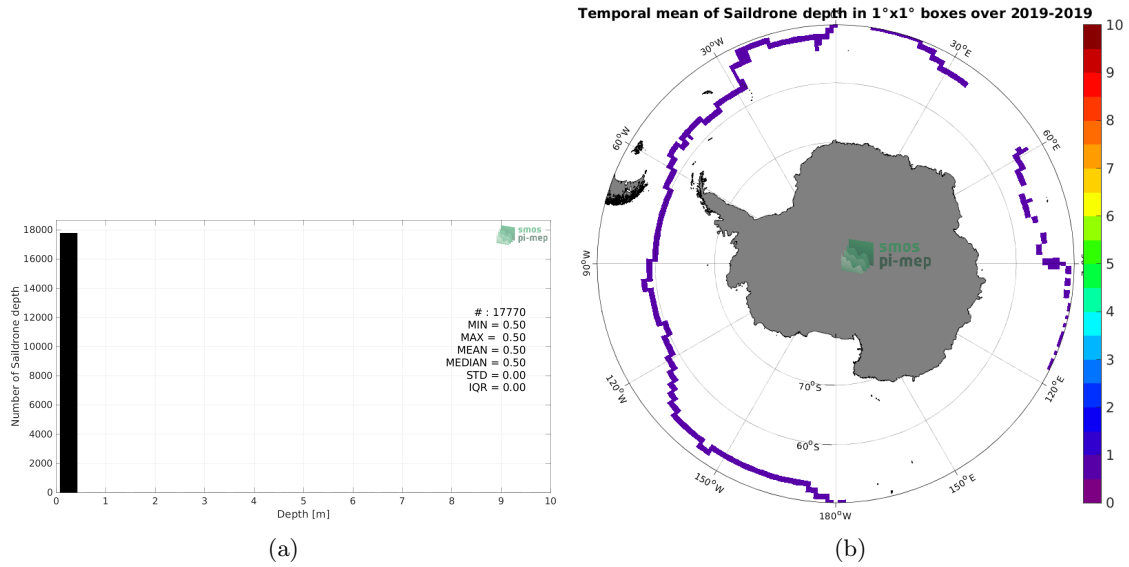 Temporal mean of Saildrone depth in 1°x1° boxes over 2019-2019
18000
16000
14000
12000
10000
8000
6000
4000
2000
0
Number of Saildrone depth
0 1 2 3 4 5 6 7 8 9 10
Depth [m]
smos
pi-mep
# : 17770
MIN = 0.50
MAX = 0.50
MEAN = 0.50
MEDIAN = 0.50
STD = 0.00
IQR = 0.00
(a)
30°W
30°E
60°W
60°E
90°W
120°W
120°E
150°W
150°E
180°W
70°S
60°S
smos
pi-mep
10
9
8
7
6
5
4
3
2
1
0
(b)